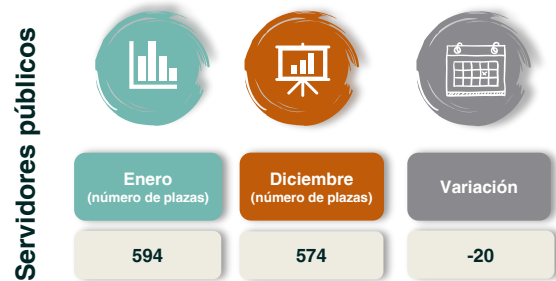 Servidores públicos
Enero
(número de plazas)
Diciembre
(número de plazas)
Variación
594
574
-20